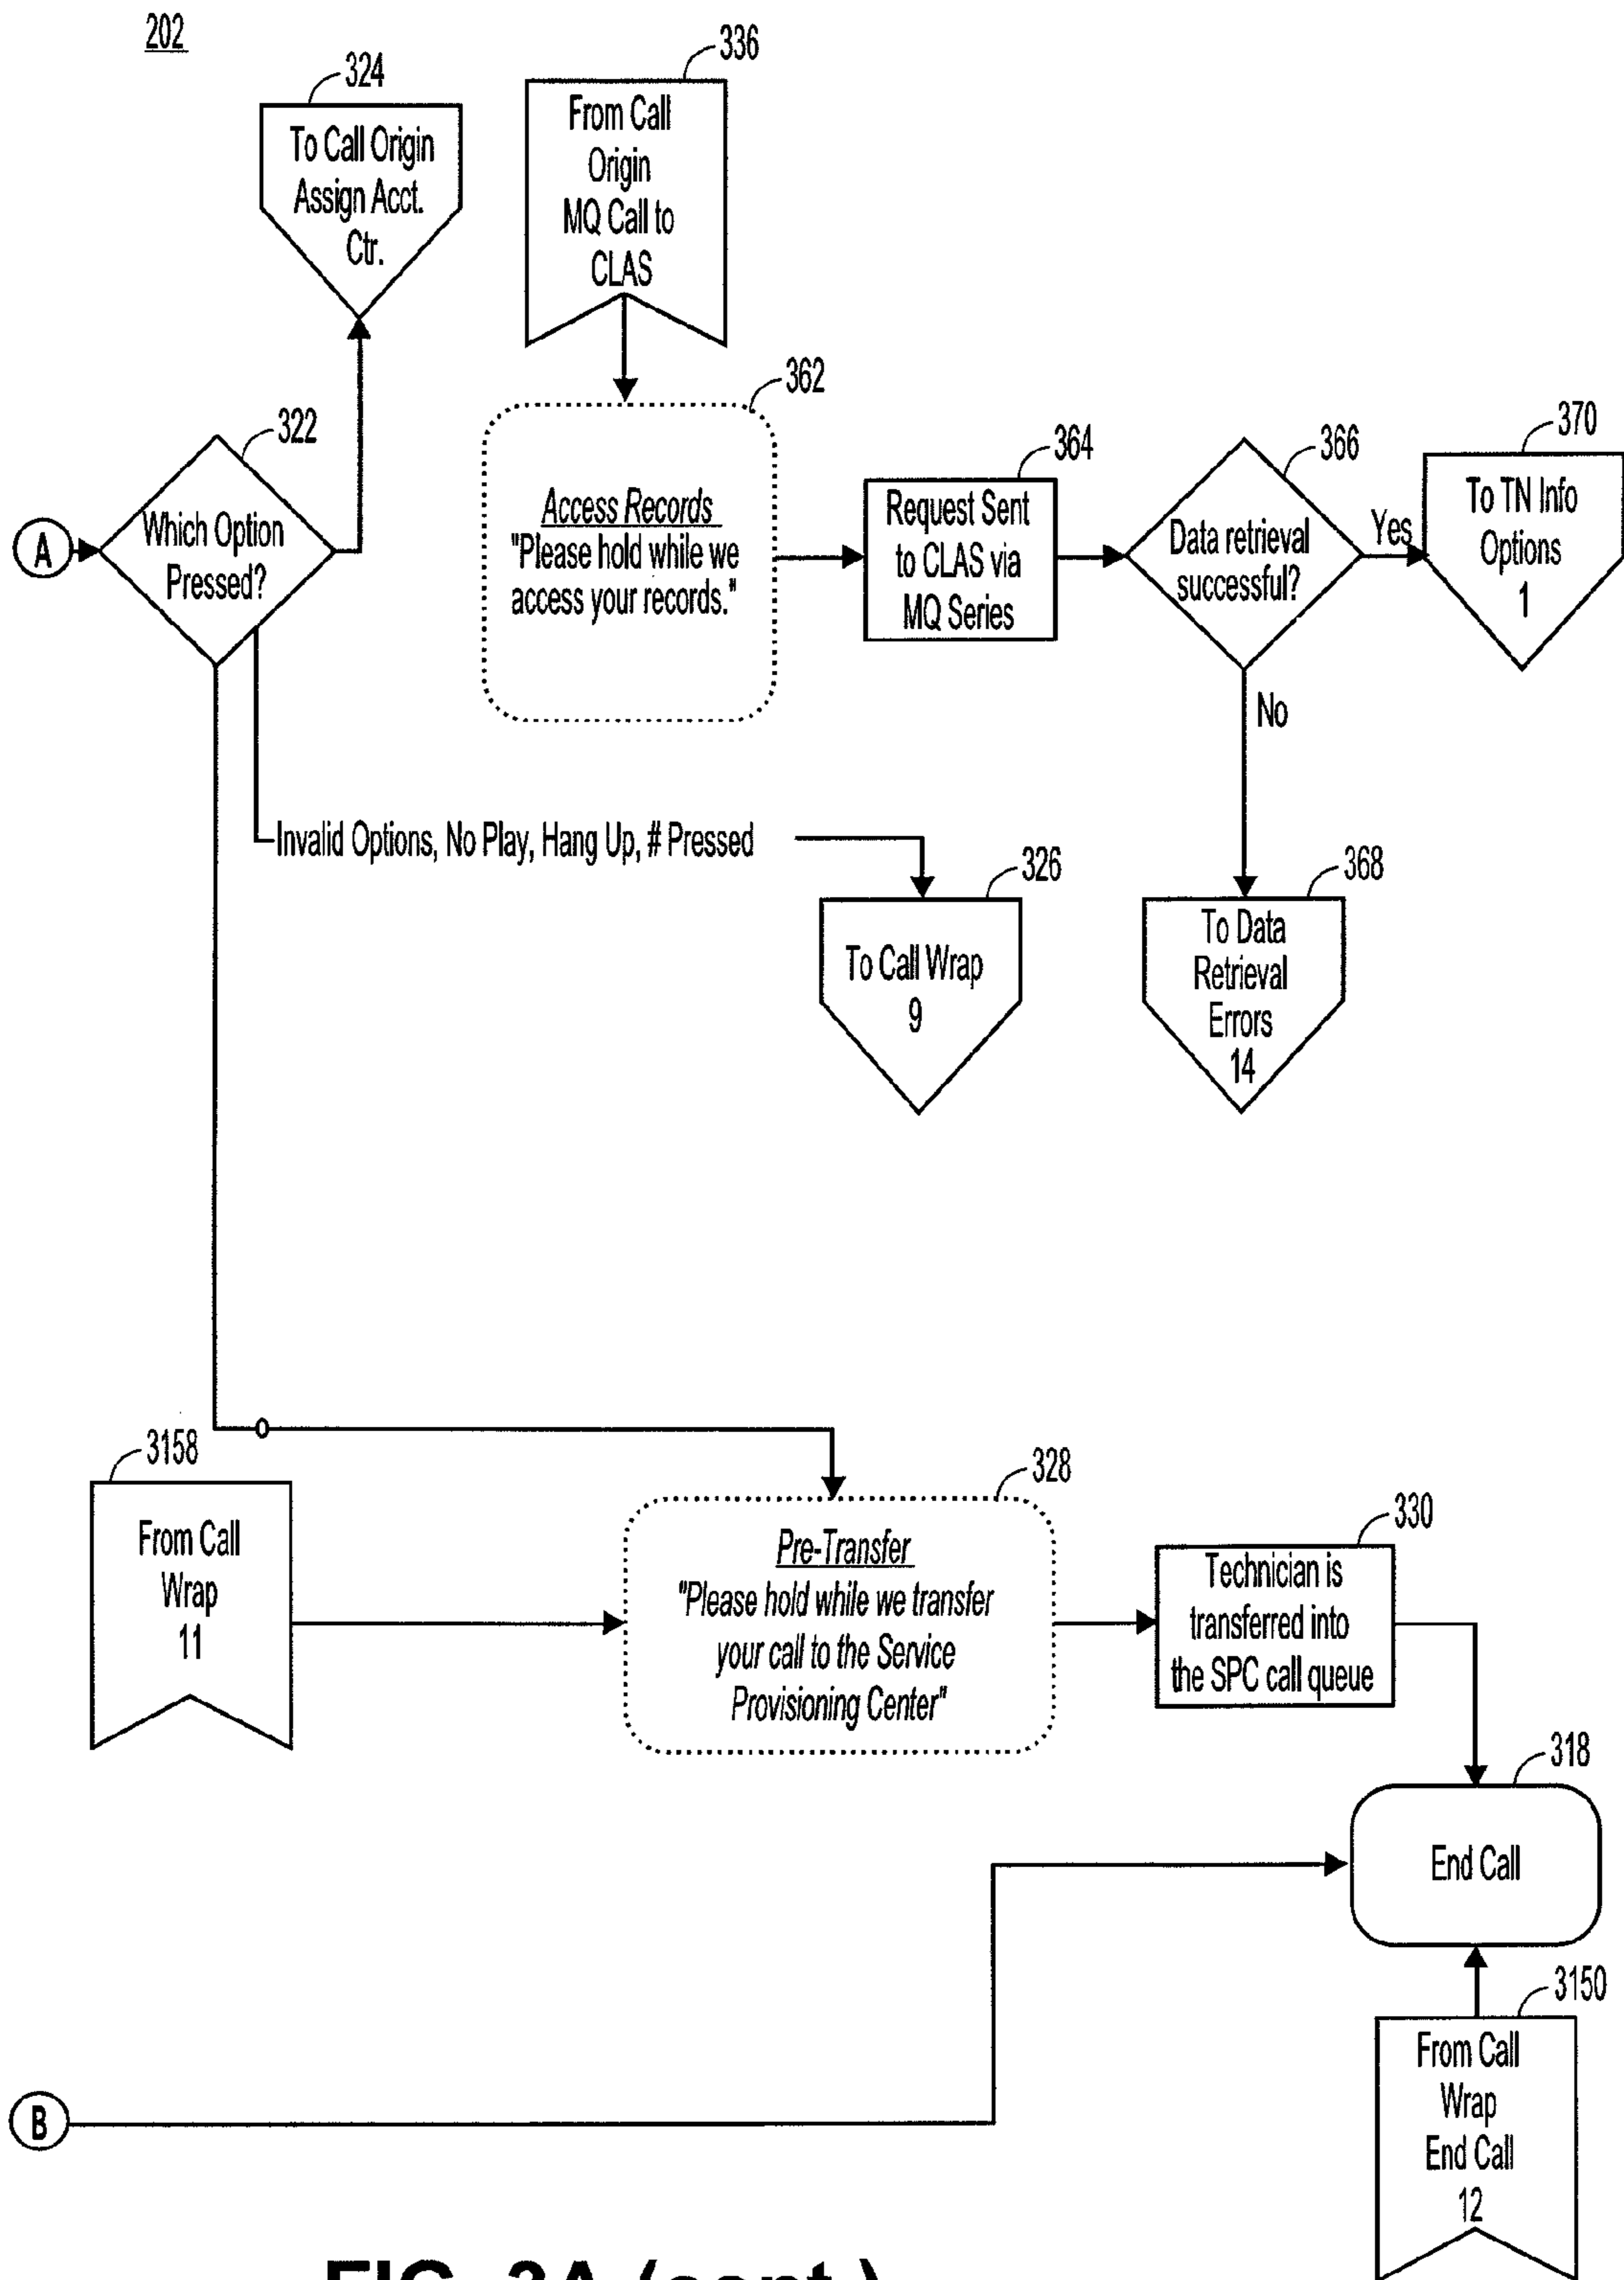 202
324
To Call Origin
Assign Acct.
Ctr.
336
From Call
Origin
MQ Call to
CLAS
362
Access Records
"Please hold while we
access your records."
364
Request Sent
to CLAS via
MQ Series
366
Data retrieval
successful?
Yes
No
370
To TN Info
Options
1
A
322
Which Option
Pressed?
Invalid Options, No Play, Hang Up, # Pressed
326
To Call Wrap
9
368
To Data
Retrieval
Errors
14
3158
From Call
Wrap
11
328
Pre-Transfer
"Please hold while we transfer
your call to the Service
Provisioning Center"
330
Technician is
transferred into
the SPC call queue
318
End Call
3150
From Call
Wrap
End Call
12
B
FIG. 3A (cont.)